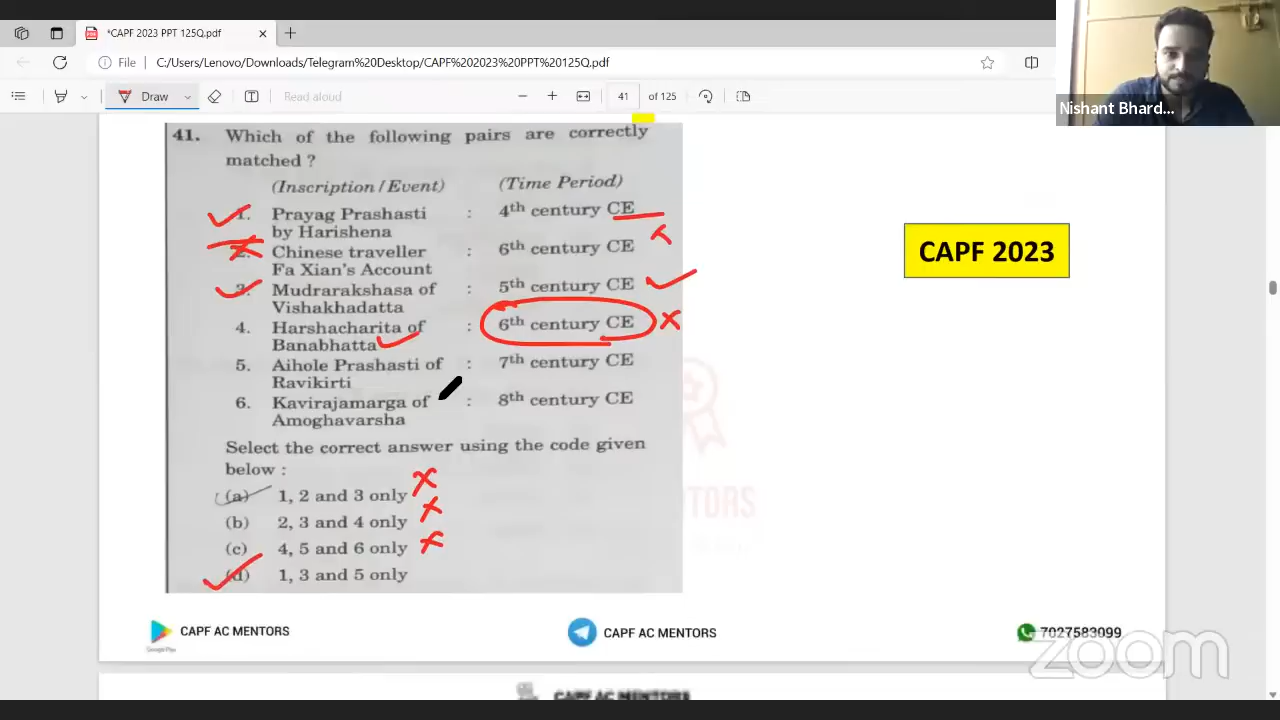 *CAPF 2023 PPT 125Q.pdf
File C:/Users/Lenovo/Downloads/Telegram%20Desktop/CAPF%202023%20PPT%20125Q.pdf
Draw Read aloud 41 of 125
Nishant Bhard...
41. Which of the following pairs are correctly
matched ?
(Inscription / Event) (Time Period)
1. Prayag Prashasti : 4th century CE
by Harishena
2. Chinese traveller : 6th century CE
Fa Xian's Account
3. Mudrarakshasa of : 5th century CE
Vishakhadatta
4. Harshacharita of : 6th century CE
Banabhatta
5. Aihole Prashasti of : 7th century CE
Ravikirti
6. Kavirajamarga of : 8th century CE
Amoghavarsha
Select the correct answer using the code given
below :
(a) 1, 2 and 3 only
(b) 2, 3 and 4 only
(c) 4, 5 and 6 only
(d) 1, 3 and 5 only
CAPF 2023
CAPF AC MENTORS
Google Play
CAPF AC MENTORS
7027583099
zoom
CAPF AC MENTORS